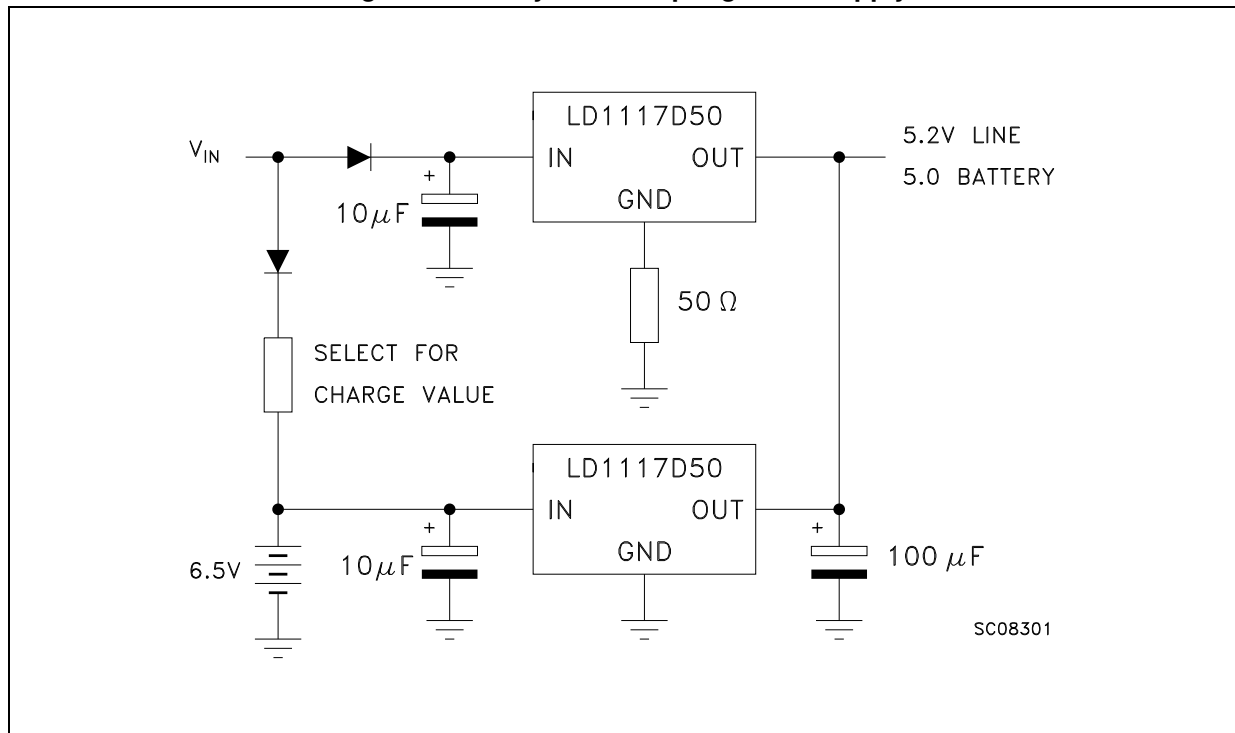 V_IN
LD1117D50
IN
OUT
GND
10μF
+
5.2V LINE
5.0 BATTERY
50 Ω
SELECT FOR
CHARGE VALUE
LD1117D50
IN
OUT
GND
6.5V
10μF
+
+
100 μF
SC08301